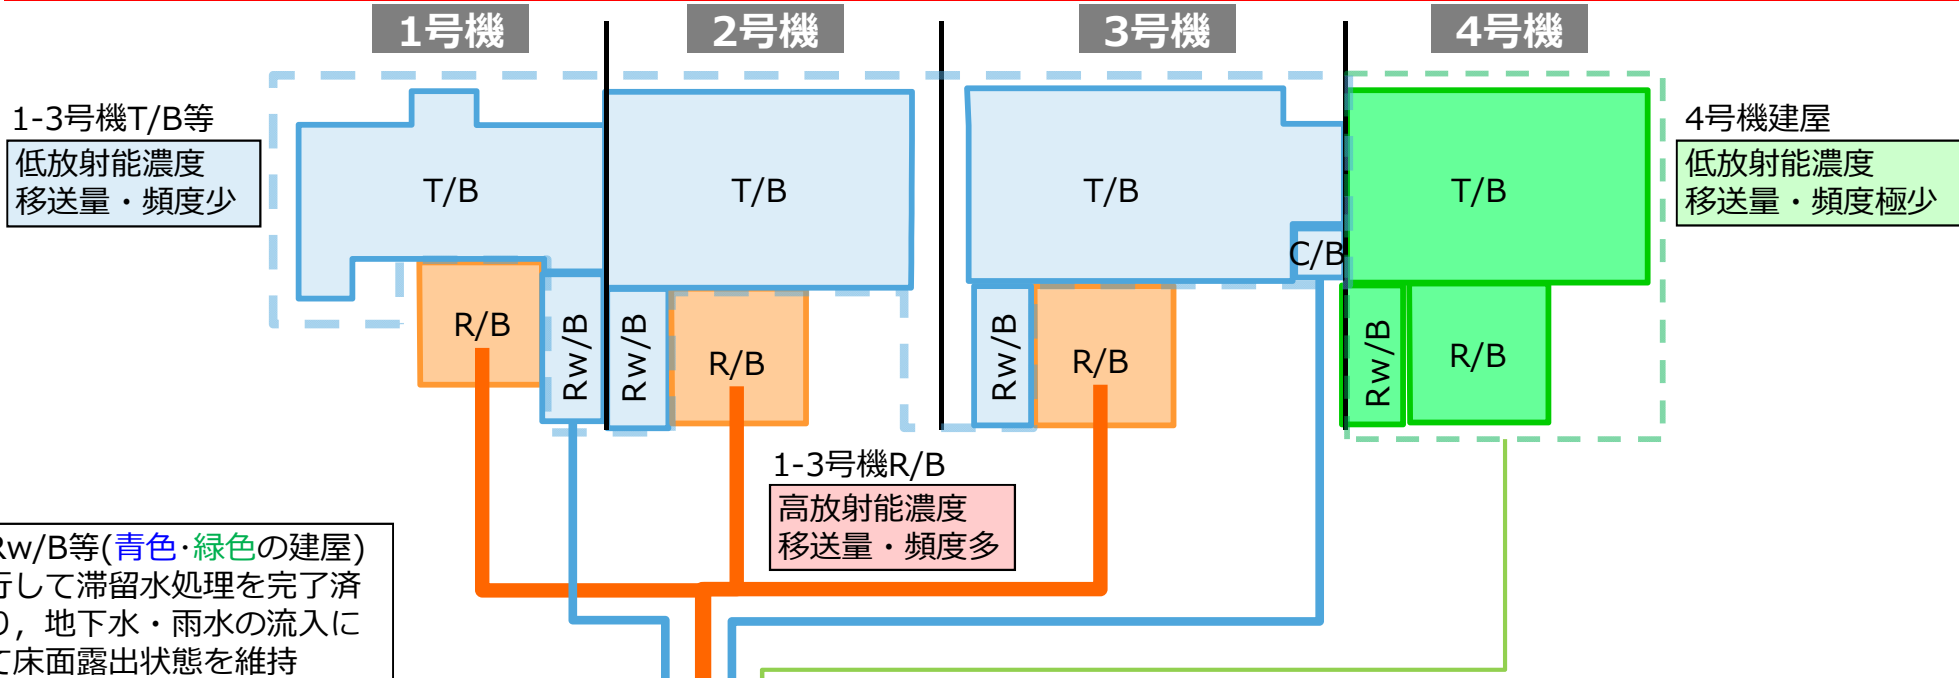 1号機
2号機
3号機
4号機
1-3号機T/B等
低放射能濃度
移送量・頻度少
T/B
T/B
T/B
T/B
C/B
4号機建屋
低放射能濃度
移送量・頻度極少
R/B
Rw/B
Rw/B
R/B
Rw/B
R/B
Rw/B
R/B
1-3号機R/B
高放射能濃度
移送量・頻度多
Rw/B等(青色･緑色の建屋)
行して滞留水処理を完了済
，地下水・雨水の流入に
て床面露出状態を維持